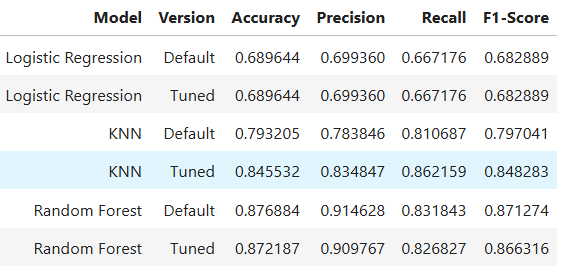 Model Version Accuracy Precision Recall F1-Score
Logistic Regression Default 0.689644 0.699360 0.667176 0.682889
Logistic Regression Tuned 0.689644 0.699360 0.667176 0.682889
KNN Default 0.793205 0.783846 0.810687 0.797041
KNN Tuned 0.845532 0.834847 0.862159 0.848283
Random Forest Default 0.876884 0.914628 0.831843 0.871274
Random Forest Tuned 0.872187 0.909767 0.826827 0.866316